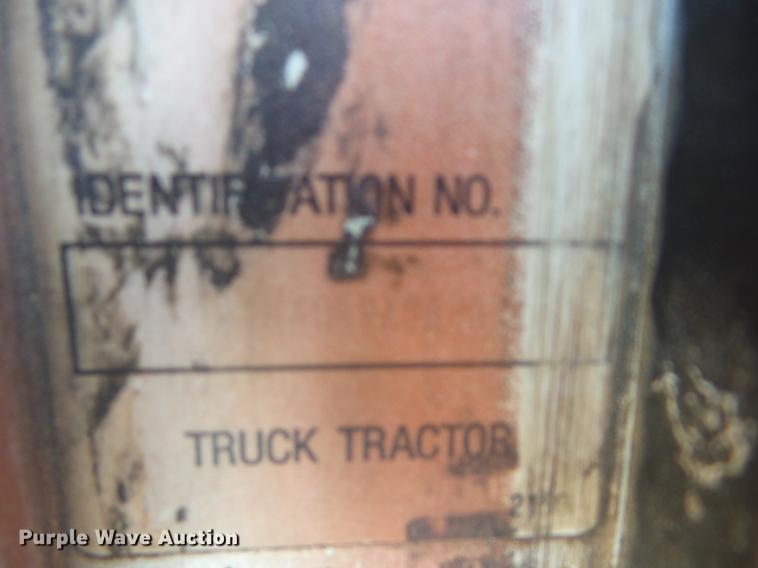 IDENTIFICATION NO.
TRUCK TRACTOR
Purple Wave Auction